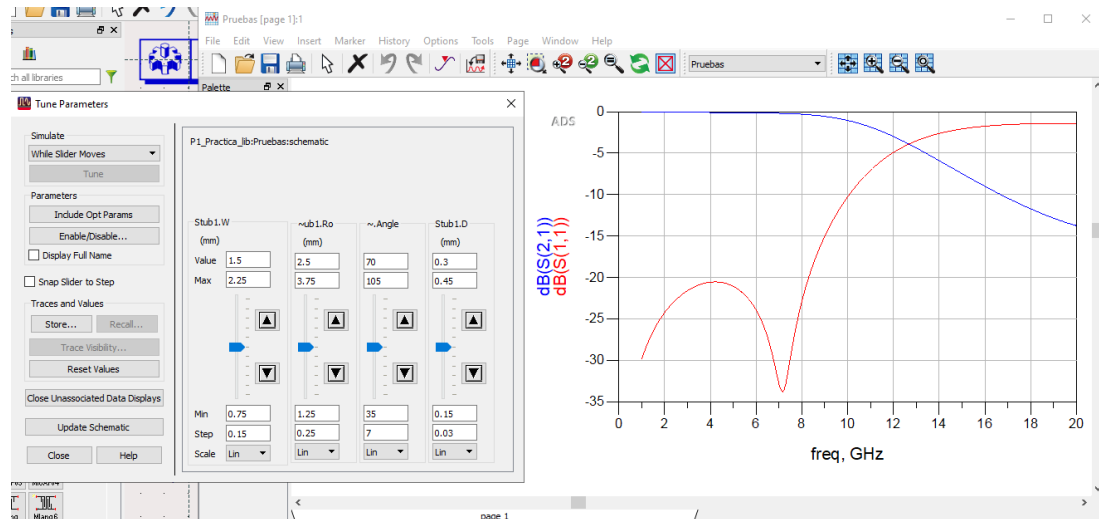 Pruebas [page 1]:1
File Edit View Insert Marker History Options Tools Page Window Help
Pruebas
Palette
ch all libraries
Tune Parameters
Simulate
While Slider Moves
Tune
Parameters
Include Opt Params
Enable/Disable...
Display Full Name
Snap Slider to Step
Traces and Values
Store... Recall...
Trace Visibility...
Reset Values
Close Unassociated Data Displays
Update Schematic
Close Help
P1_Practica_lib:Pruebas:schematic
Stub1.W ~ub1.Ro ~.Angle Stub1.D
(mm) (mm) (mm)
Value 1.5 2.5 70 0.3
Max 2.25 3.75 105 0.45
Min 0.75 1.25 35 0.15
Step 0.15 0.25 7 0.03
Scale Lin Lin Lin Lin
Mlang6
ADS
dB(S(2,1))
dB(S(1,1))
0
-5
-10
-15
-20
-25
-30
-35
0 2 4 6 8 10 12 14 16 18 20
freq, GHz
page 1